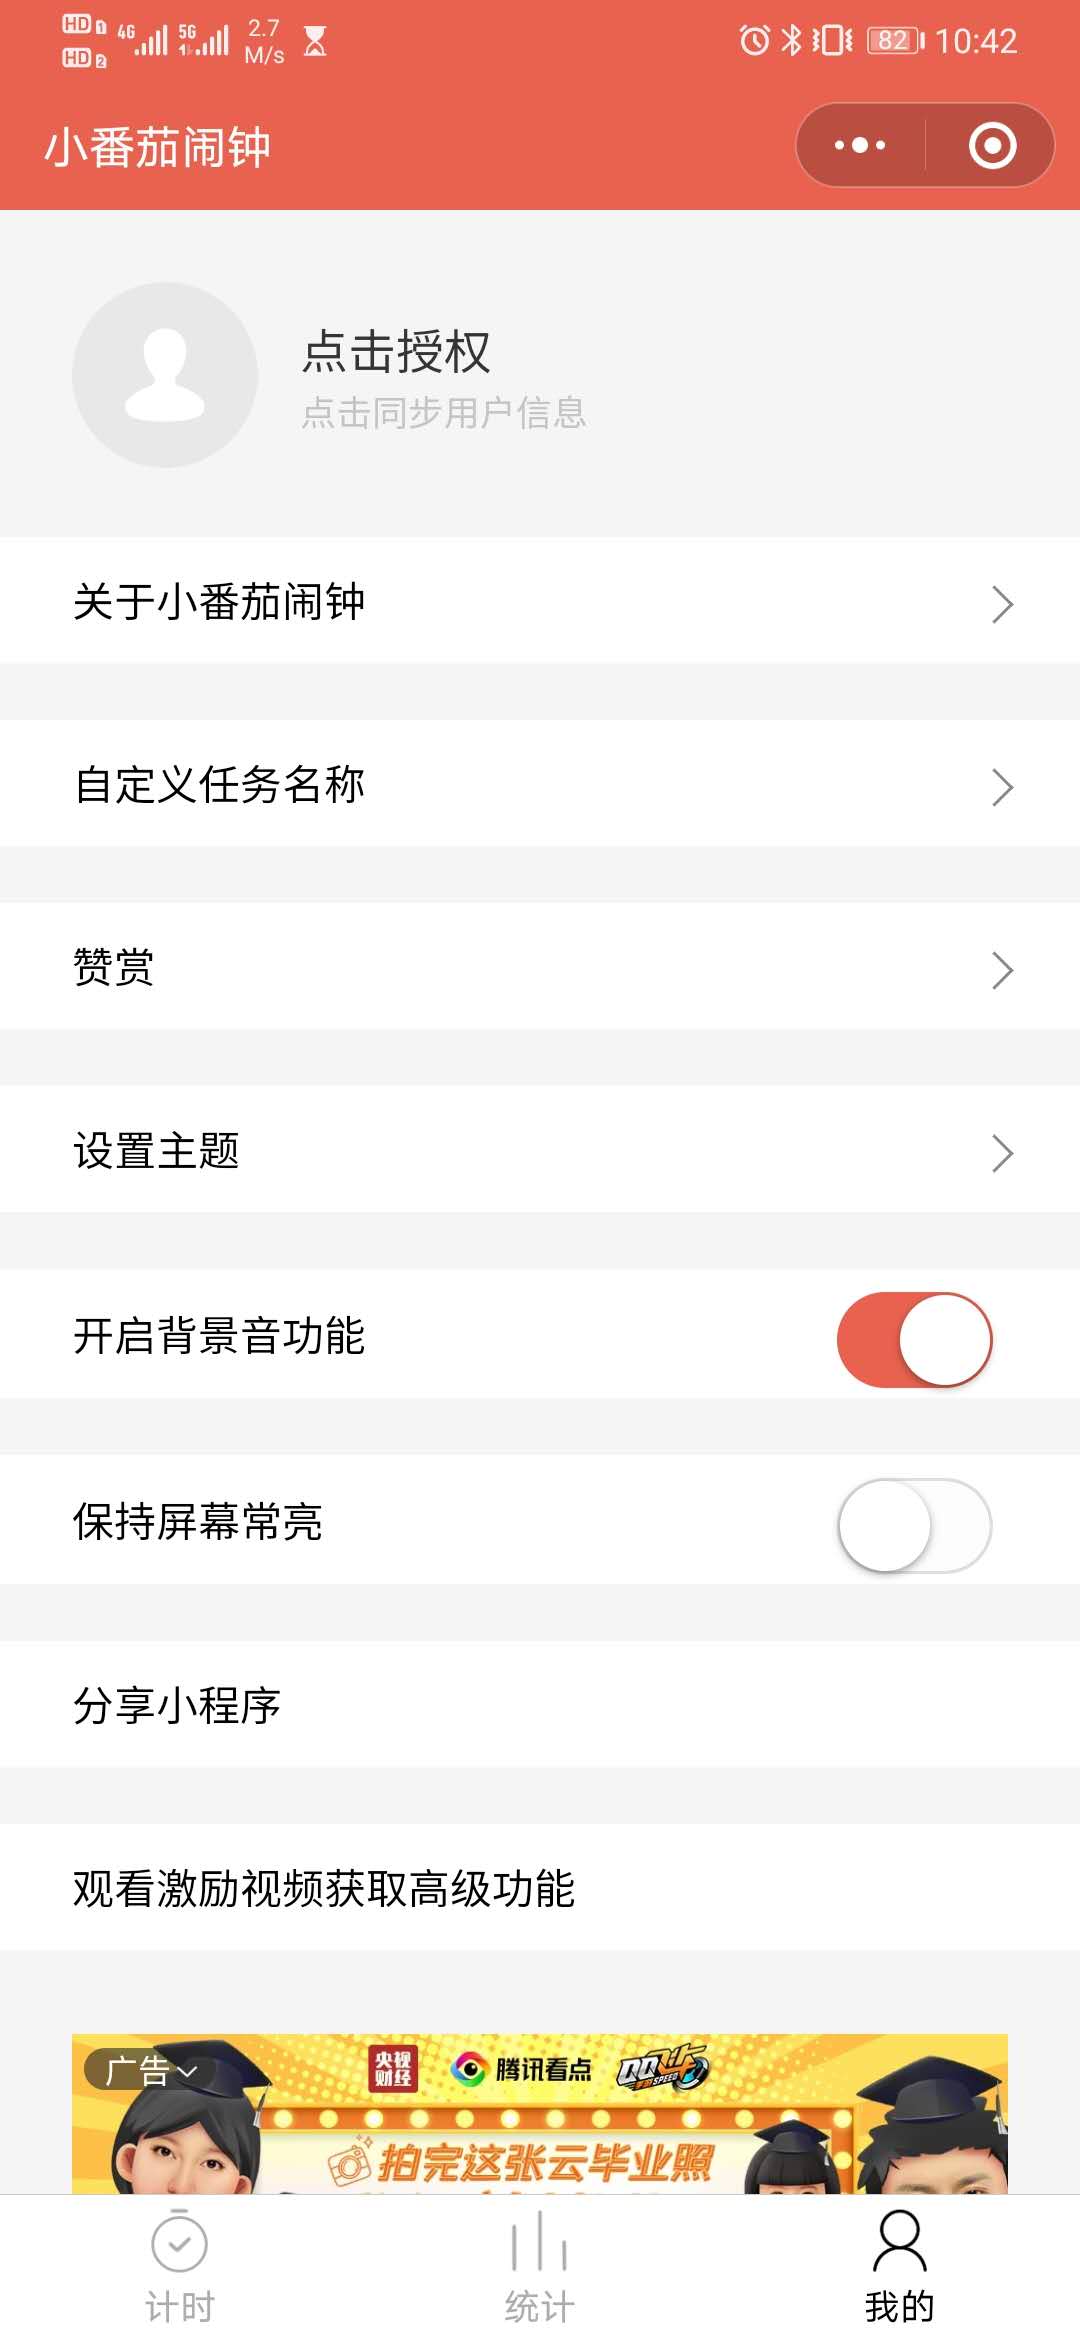 HD 1 4G 5G 2.7
HD 2 M/s
82 10:42
小番茄闹钟
点击授权
点击同步用户信息
关于小番茄闹钟
自定义任务名称
赞赏
设置主题
开启背景音功能
保持屏幕常亮
分享小程序
观看激励视频获取高级功能
广告
央视
财经
腾讯看点
QQ飞车
SPEED
拍完这张云毕业照
计时
统计
我的